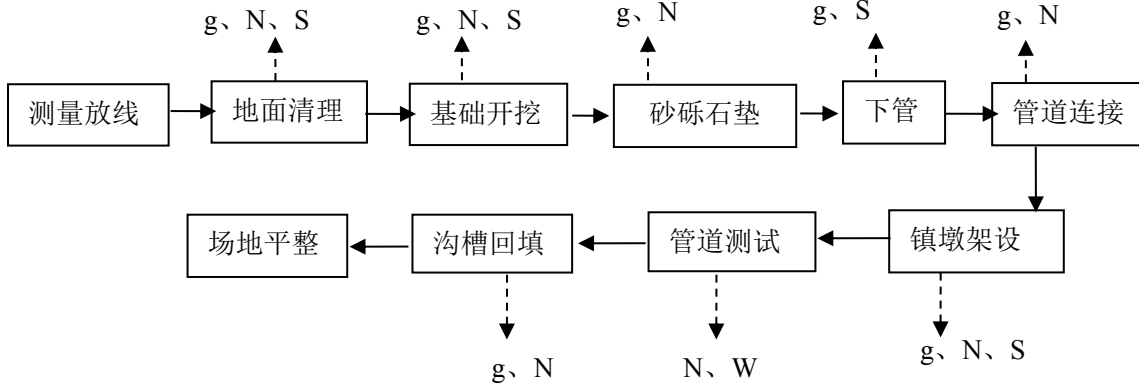 g、N、S
g、N、S
g、N
g、S
g、N
测量放线
地面清理
基础开挖
砂砾石垫
下管
管道连接
场地平整
沟槽回填
管道测试
镇墩架设
g、N
N、W
g、N、S